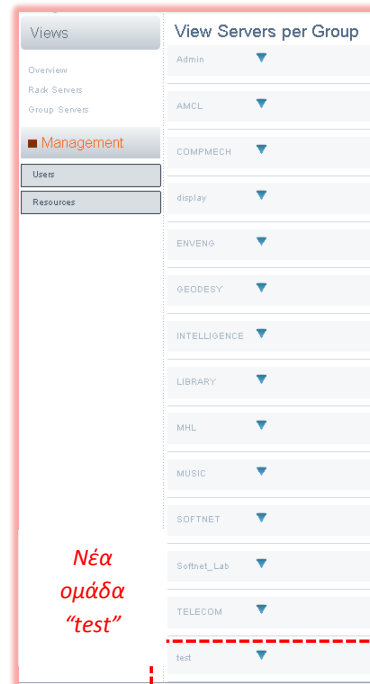 Views
Overview
Rack Servers
Group Servers
Management
Users
Resources
View Servers per Group
Admin
AMCL
COMPMECH
display
ENVENG
GEODESY
INTELLIGENCE
LIBRARY
MHL
MUSIC
SOFTNET
Softnet_Lab
TELECOM
test
Νέα
ομάδα
“test”